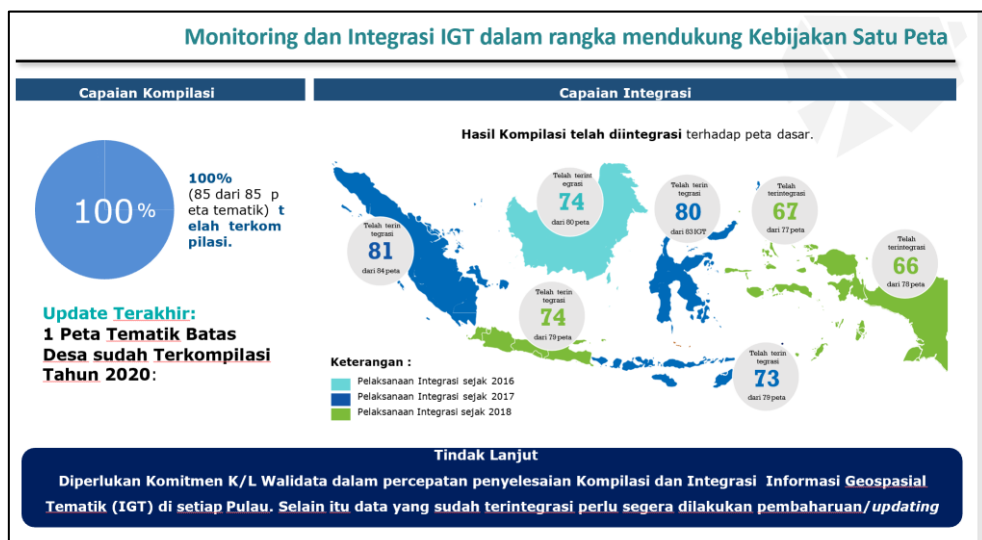 Monitoring dan Integrasi IGT dalam rangka mendukung Kebijakan Satu Peta
Capaian Kompilasi
100%
100%
(85 dari 85 p
eta tematik) t
elah terkom
pilasi.
Update Terakhir:
1 Peta Tematik Batas
Desa sudah Terkompilasi
Tahun 2020:
Capaian Integrasi
Hasil Kompilasi telah diintegrasi terhadap peta dasar.
Telah terin
tegrasi
81
dari 84 peta
Telah terint
egrasi
74
dari 80 peta
Telah terin
tegrasi
80
dari 83 IGT
Telah
terintegrasi
67
dari 77 peta
Telah
terintegrasi
66
dari 78 peta
Telah terin
tegrasi
74
dari 79 peta
Telah terin
tegrasi
73
dari 79 peta
Keterangan :
Pelaksanaan Integrasi sejak 2016
Pelaksanaan Integrasi sejak 2017
Pelaksanaan Integrasi sejak 2018
Tindak Lanjut
Diperlukan Komitmen K/L Walidata dalam percepatan penyelesaian Kompilasi dan Integrasi Informasi Geospasial
Tematik (IGT) di setiap Pulau. Selain itu data yang sudah terintegrasi perlu segera dilakukan pembaharuan/updating